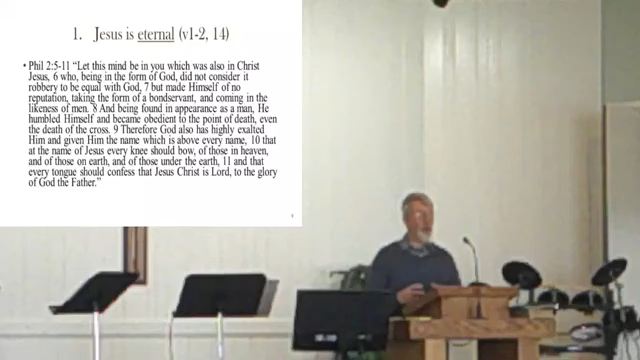 1. Jesus is eternal (v1-2, 14)
• Phil 2:5-11 “Let this mind be in you which was also in Christ
Jesus, 6 who, being in the form of God, did not consider it
robbery to be equal with God, 7 but made Himself of no
reputation, taking the form of a bondservant, and coming in the
likeness of men. 8 And being found in appearance as a man, He
humbled Himself and became obedient to the point of death, even
the death of the cross. 9 Therefore God also has highly exalted
Him and given Him the name which is above every name, 10 that
at the name of Jesus every knee should bow, of those in heaven,
and of those on earth, and of those under the earth, 11 and that
every tongue should confess that Jesus Christ is Lord, to the glory
of God the Father.”